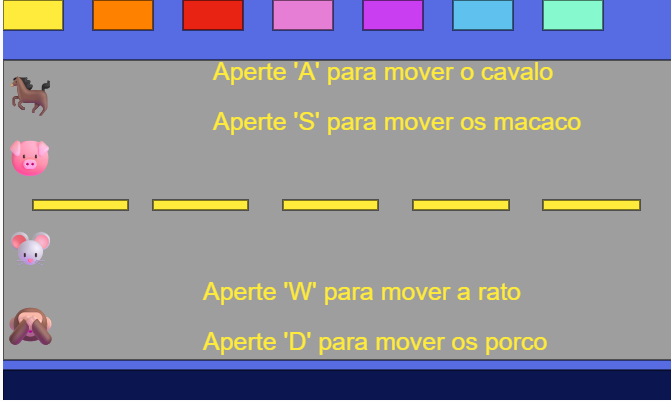 Aperte 'A' para mover o cavalo
Aperte 'S' para mover os macaco
Aperte 'W' para mover a rato
Aperte 'D' para mover os porco